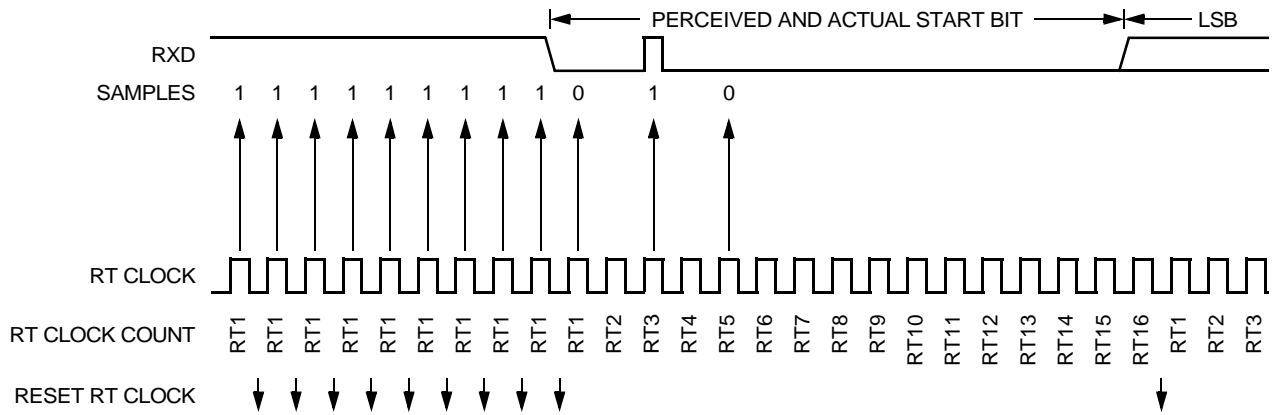 PERCEIVED AND ACTUAL START BIT LSB
RXD
SAMPLES 1 1 1 1 1 1 1 1 1 0 1 0
RT CLOCK
RT CLOCK COUNT RT1 RT1 RT1 RT1 RT1 RT1 RT1 RT1 RT1 RT1 RT2 RT3 RT4 RT5 RT6 RT7 RT8 RT9 RT10 RT11 RT12 RT13 RT14 RT15 RT16 RT1 RT2 RT3
RESET RT CLOCK